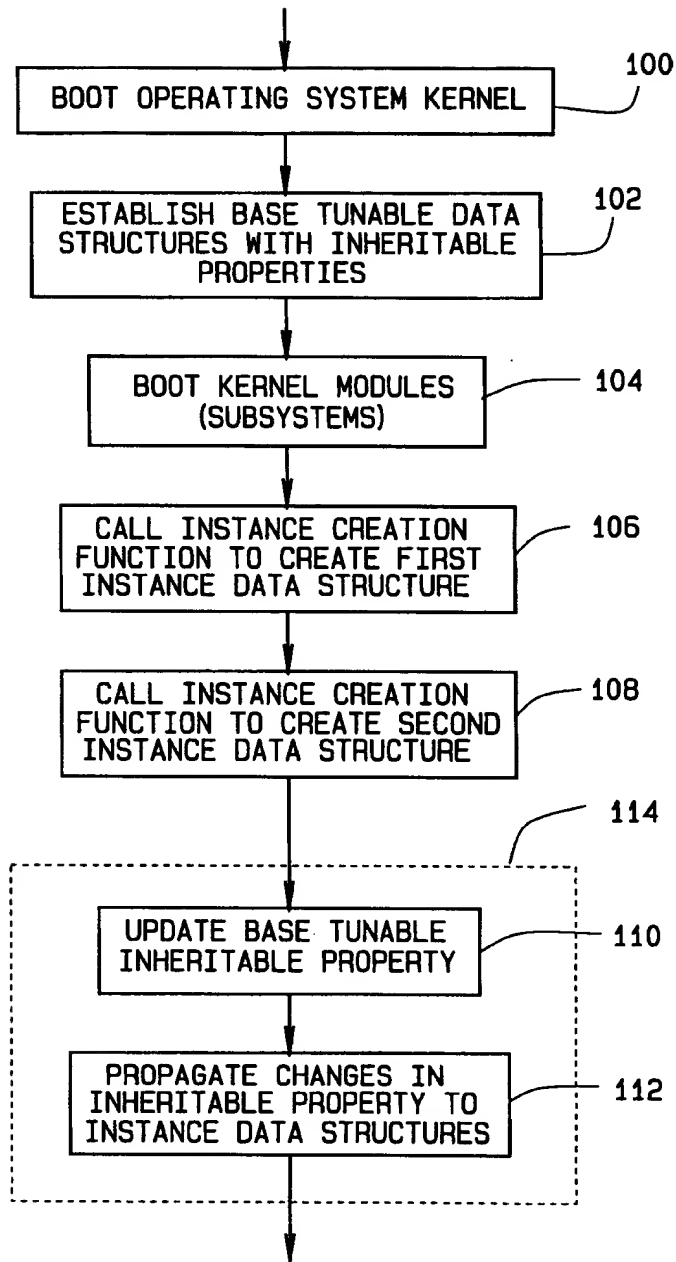 BOOT OPERATING SYSTEM KERNEL
100
ESTABLISH BASE TUNABLE DATA
STRUCTURES WITH INHERITABLE
PROPERTIES
102
BOOT KERNEL MODULES
(SUBSYSTEMS)
104
CALL INSTANCE CREATION
FUNCTION TO CREATE FIRST
INSTANCE DATA STRUCTURE
106
CALL INSTANCE CREATION
FUNCTION TO CREATE SECOND
INSTANCE DATA STRUCTURE
108
114
UPDATE BASE TUNABLE
INHERITABLE PROPERTY
110
PROPAGATE CHANGES IN
INHERITABLE PROPERTY TO
INSTANCE DATA STRUCTURES
112